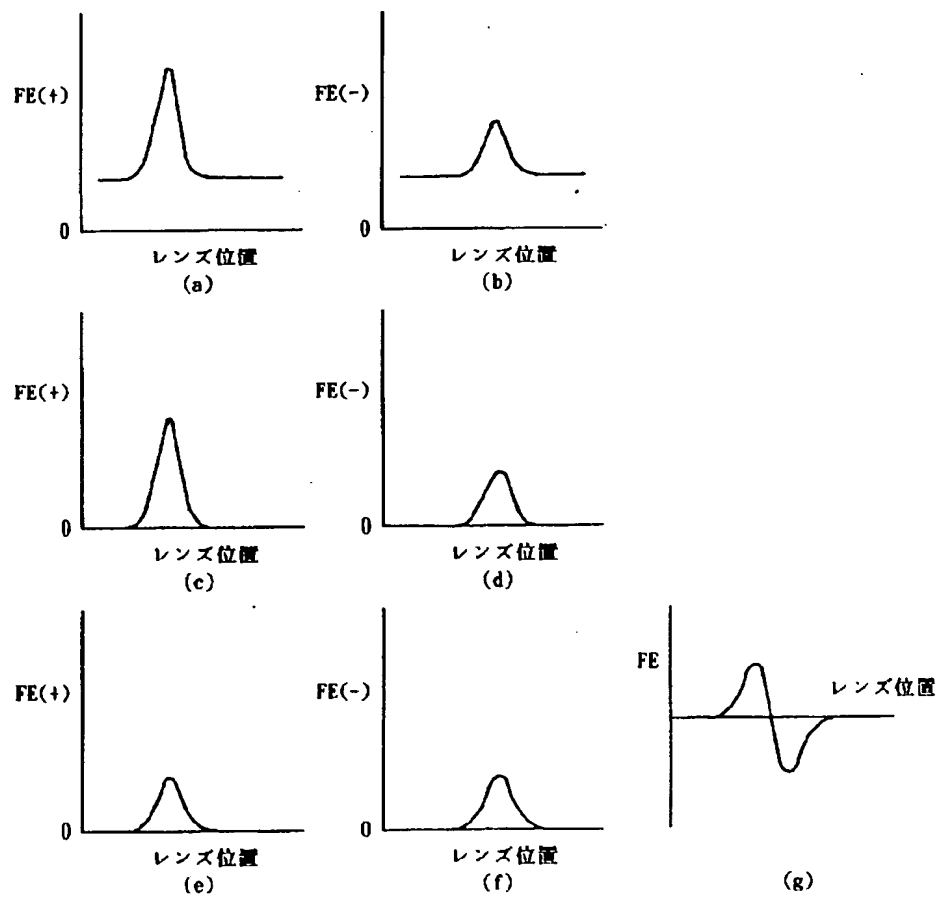 FE(+)
0
レンズ位置
(a)
FE(-)
0
レンズ位置
(b)
FE(+)
0
レンズ位置
(c)
FE(-)
0
レンズ位置
(d)
FE(+)
0
レンズ位置
(e)
FE(-)
0
レンズ位置
(f)
FE
レンズ位置
(g)